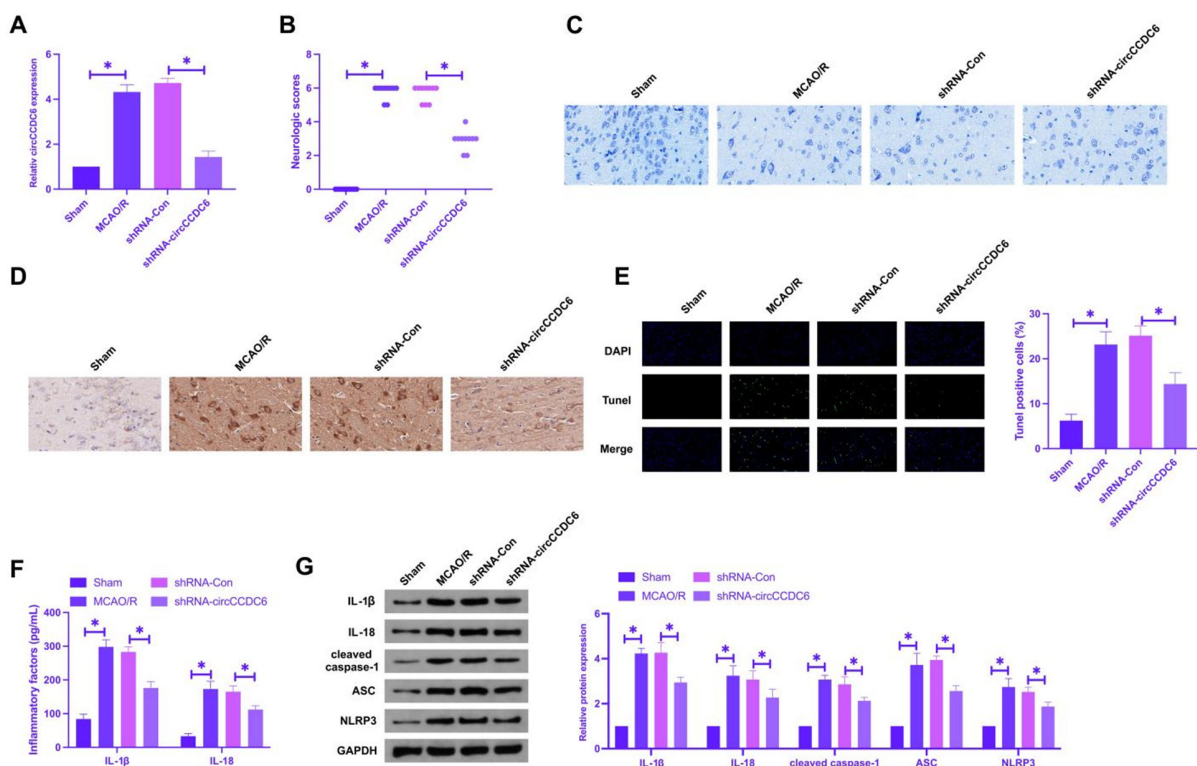 A
Relativ circCCDC6 expression
6
4
2
0
*
*
Sham
MCAO/R
shRNA-Con
shRNA-circCCDC6
B
Neurologic scores
10
8
6
4
2
0
*
*
Sham
MCAO/R
shRNA-Con
shRNA-circCCDC6
C
Sham
MCAO/R
shRNA-Con
shRNA-circCCDC6
D
Sham
MCAO/R
shRNA-Con
shRNA-circCCDC6
E
Sham
MCAO/R
shRNA-Con
shRNA-circCCDC6
DAPI
Tunel
Merge
Tunel positive cells (%)
30
20
10
0
*
*
Sham
MCAO/R
shRNA-Con
shRNA-circCCDC6
F
Sham
shRNA-Con
MCAO/R
shRNA-circCCDC6
Inflammatory factors (pg/mL)
400
300
200
100
0
*
*
*
*
IL-1β
IL-18
G
Sham
MCAO/R
shRNA-Con
shRNA-circCCDC6
IL-1β
IL-18
cleaved
caspase-1
ASC
NLRP3
GAPDH
Sham
shRNA-Con
MCAO/R
shRNA-circCCDC6
Relative protein expression
6
4
2
0
*
*
*
*
*
*
*
*
*
*
IL-1β
IL-18
cleaved caspase-1
ASC
NLRP3